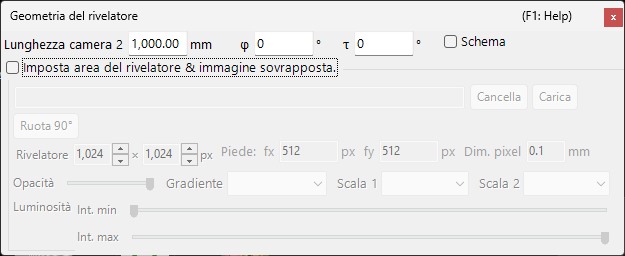 Geometria del rivelatore (F1: Help) x
Lunghezza camera 2 1,000.00 mm φ 0 ° τ 0 ° Schema
Imposta area del rivelatore & immagine sovrapposta.
Cancella Carica
Ruota 90°
Rivelatore 1,024 × 1,024 px Piede: fx 512 px fy 512 px Dim. pixel 0.1 mm
Opacità Gradiente Scala 1 Scala 2
Luminosità Int. min
Int. max